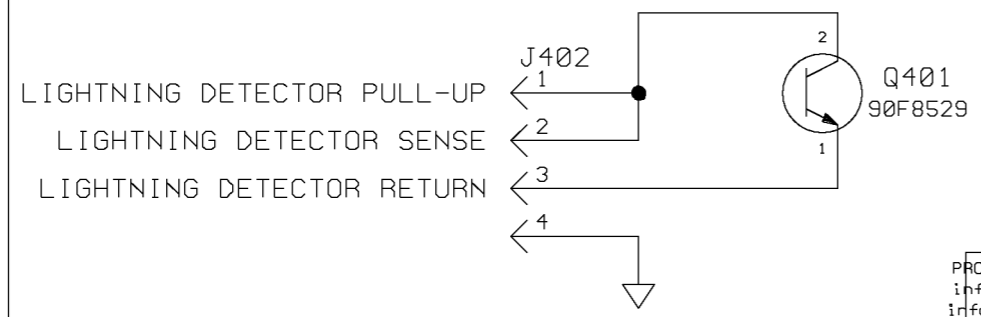 J402
LIGHTNING DETECTOR PULL-UP 1
LIGHTNING DETECTOR SENSE 2
LIGHTNING DETECTOR RETURN 3
4
2
Q401
90F8529
1